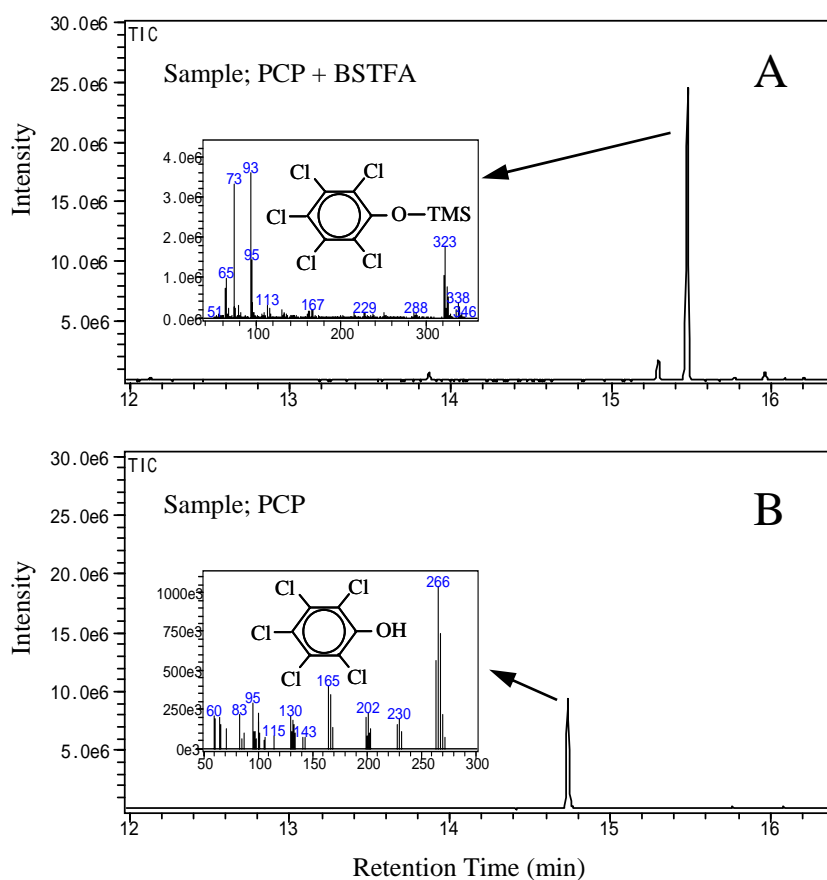 30.0e6
TIC
Sample; PCP + BSTFA
A
25.0e6
20.0e6
15.0e6
10.0e6
5.0e6
Intensity
4.0e6
3.0e6
2.0e6
1.0e6
0.0e6
93
73
95
65
51
113
167
229
288
323
338
346
100
200
300
Cl
Cl
Cl
Cl
Cl
O
TMS
12
13
14
15
16
30.0e6
TIC
Sample; PCP
B
25.0e6
20.0e6
15.0e6
10.0e6
5.0e6
Intensity
1000e3
750e3
500e3
250e3
0e3
266
165
95
60
83
130
115
143
202
230
50
100
150
200
250
300
Cl
Cl
Cl
Cl
Cl
OH
12
13
14
15
16
Retention Time (min)